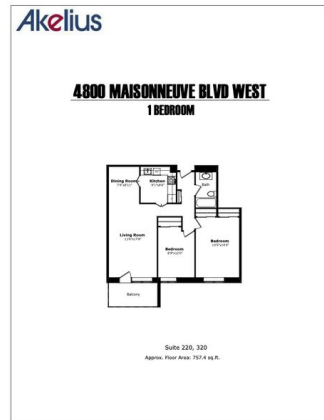 Akelius
4800 MAISONNEUVE BLVD WEST
1 BEDROOM
Dining Room
Kitchen
Bath
Living Room
Bedroom
Bedroom
Balcony
Suite 220, 320
Approx. Floor Area: 757.4 sq.ft.